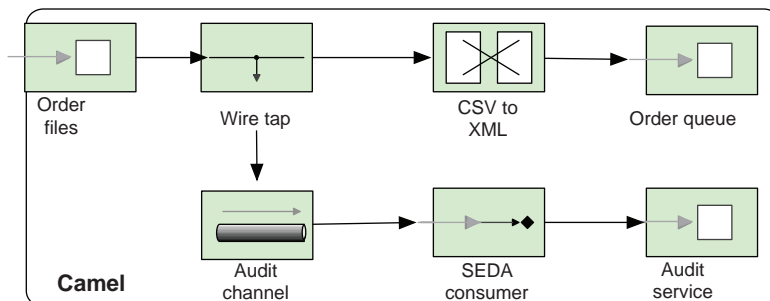 Order
files
Wire tap
CSV to
XML
Order queue
Audit
channel
SEDA
consumer
Audit
service
Camel